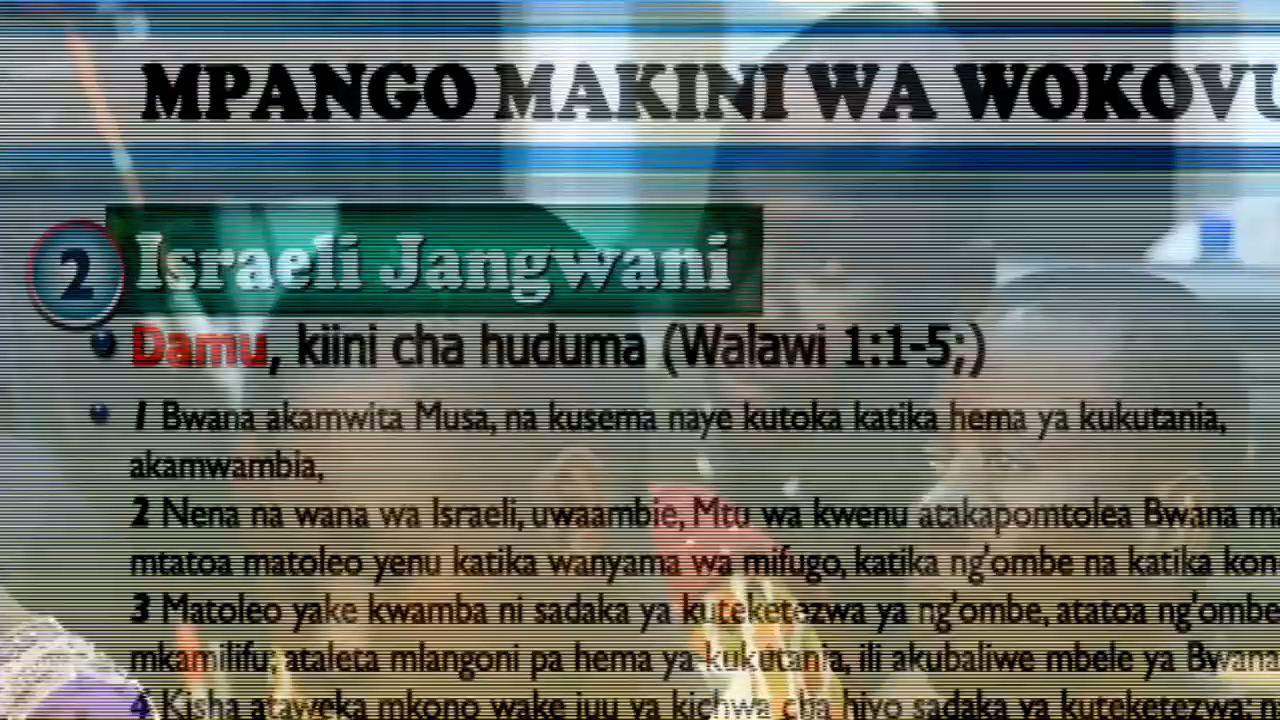 MPANGO MAKINI WA WOKOVU
2 Israeli Jangwani
Damu, kiini cha huduma (Walawi 1:1-5;)
1 Bwana akamwita Musa, na kusema naye kutoka katika hema ya kukutania,
akamwambia,
2 Nena na wana wa Israeli, uwaambie, Mtu wa kwenu atakapomtolea Bwana
mtatoa matoleo yenu katika wanyama wa mifugo, katika ng'ombe na katika
3 Matoleo yake kwamba ni sadaka ya kuteketezwa ya ng'ombe, atatoa ng'ombe
mkamilifu; ataleta mlangoni pa hema ya kukutania, ili akubaliwe mbele ya Bwana
4 Kisha ataweka mkono wake juu ya kichwa cha hiyo sadaka ya kuteketezwa;